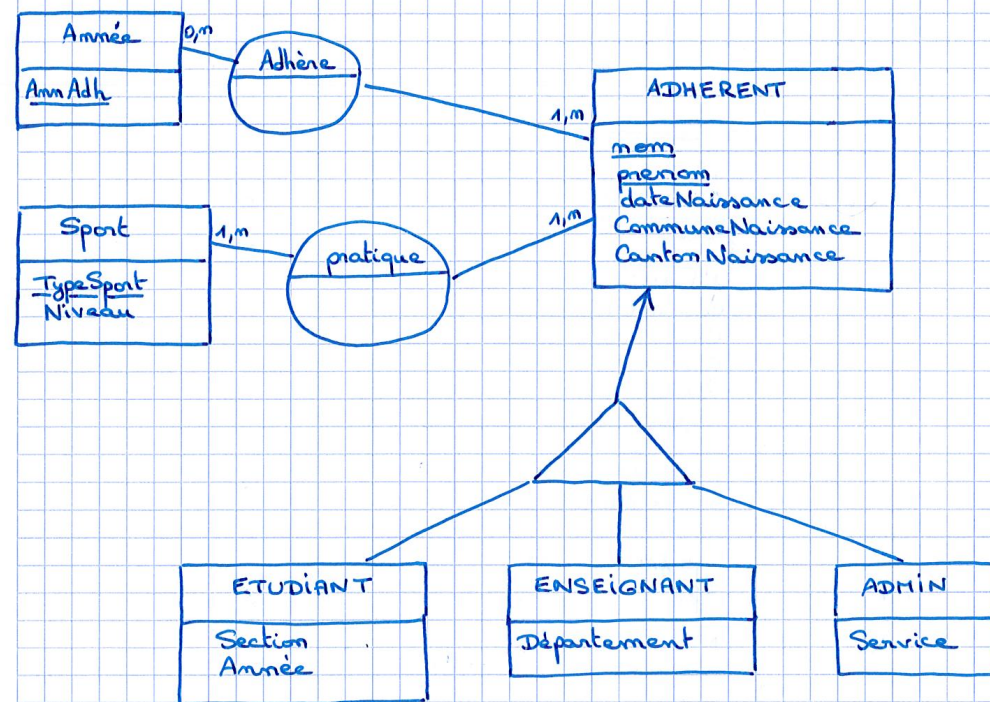 Année
0,n
AnnAdh
Adhère
ADHERENT
1,n
nom
prenom
dateNaissance
CommuneNaissance
CantonNaissance
Sport
1,n
TypeSport
Niveau
pratique
1,n
ETUDiANT
Section
Année
ENSEiGNANT
Département
ADMiN
Service